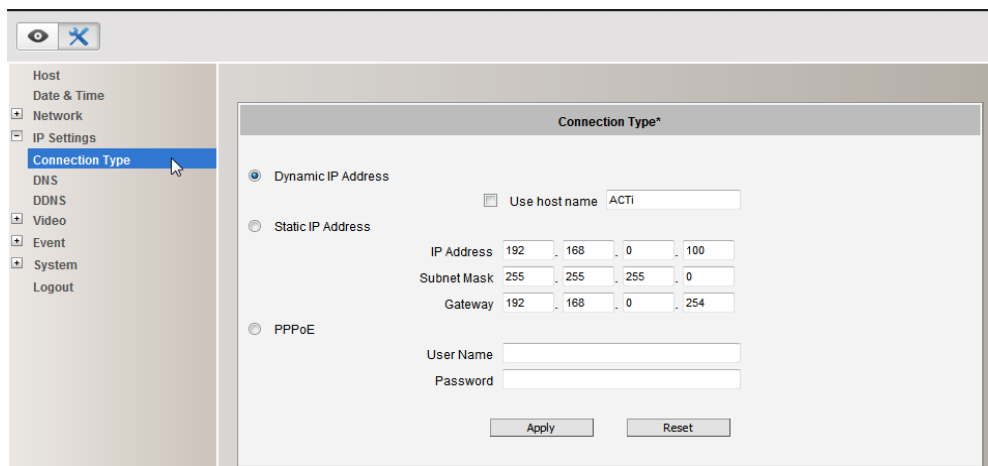 Host
Date & Time
Network
IP Settings
Connection Type
DNS
DDNS
Video
Event
System
Logout
Connection Type*
Dynamic IP Address
Use host name ACTi
Static IP Address
IP Address 192 . 168 . 0 . 100
Subnet Mask 255 . 255 . 255 . 0
Gateway 192 . 168 . 0 . 254
PPPoE
User Name
Password
Apply Reset